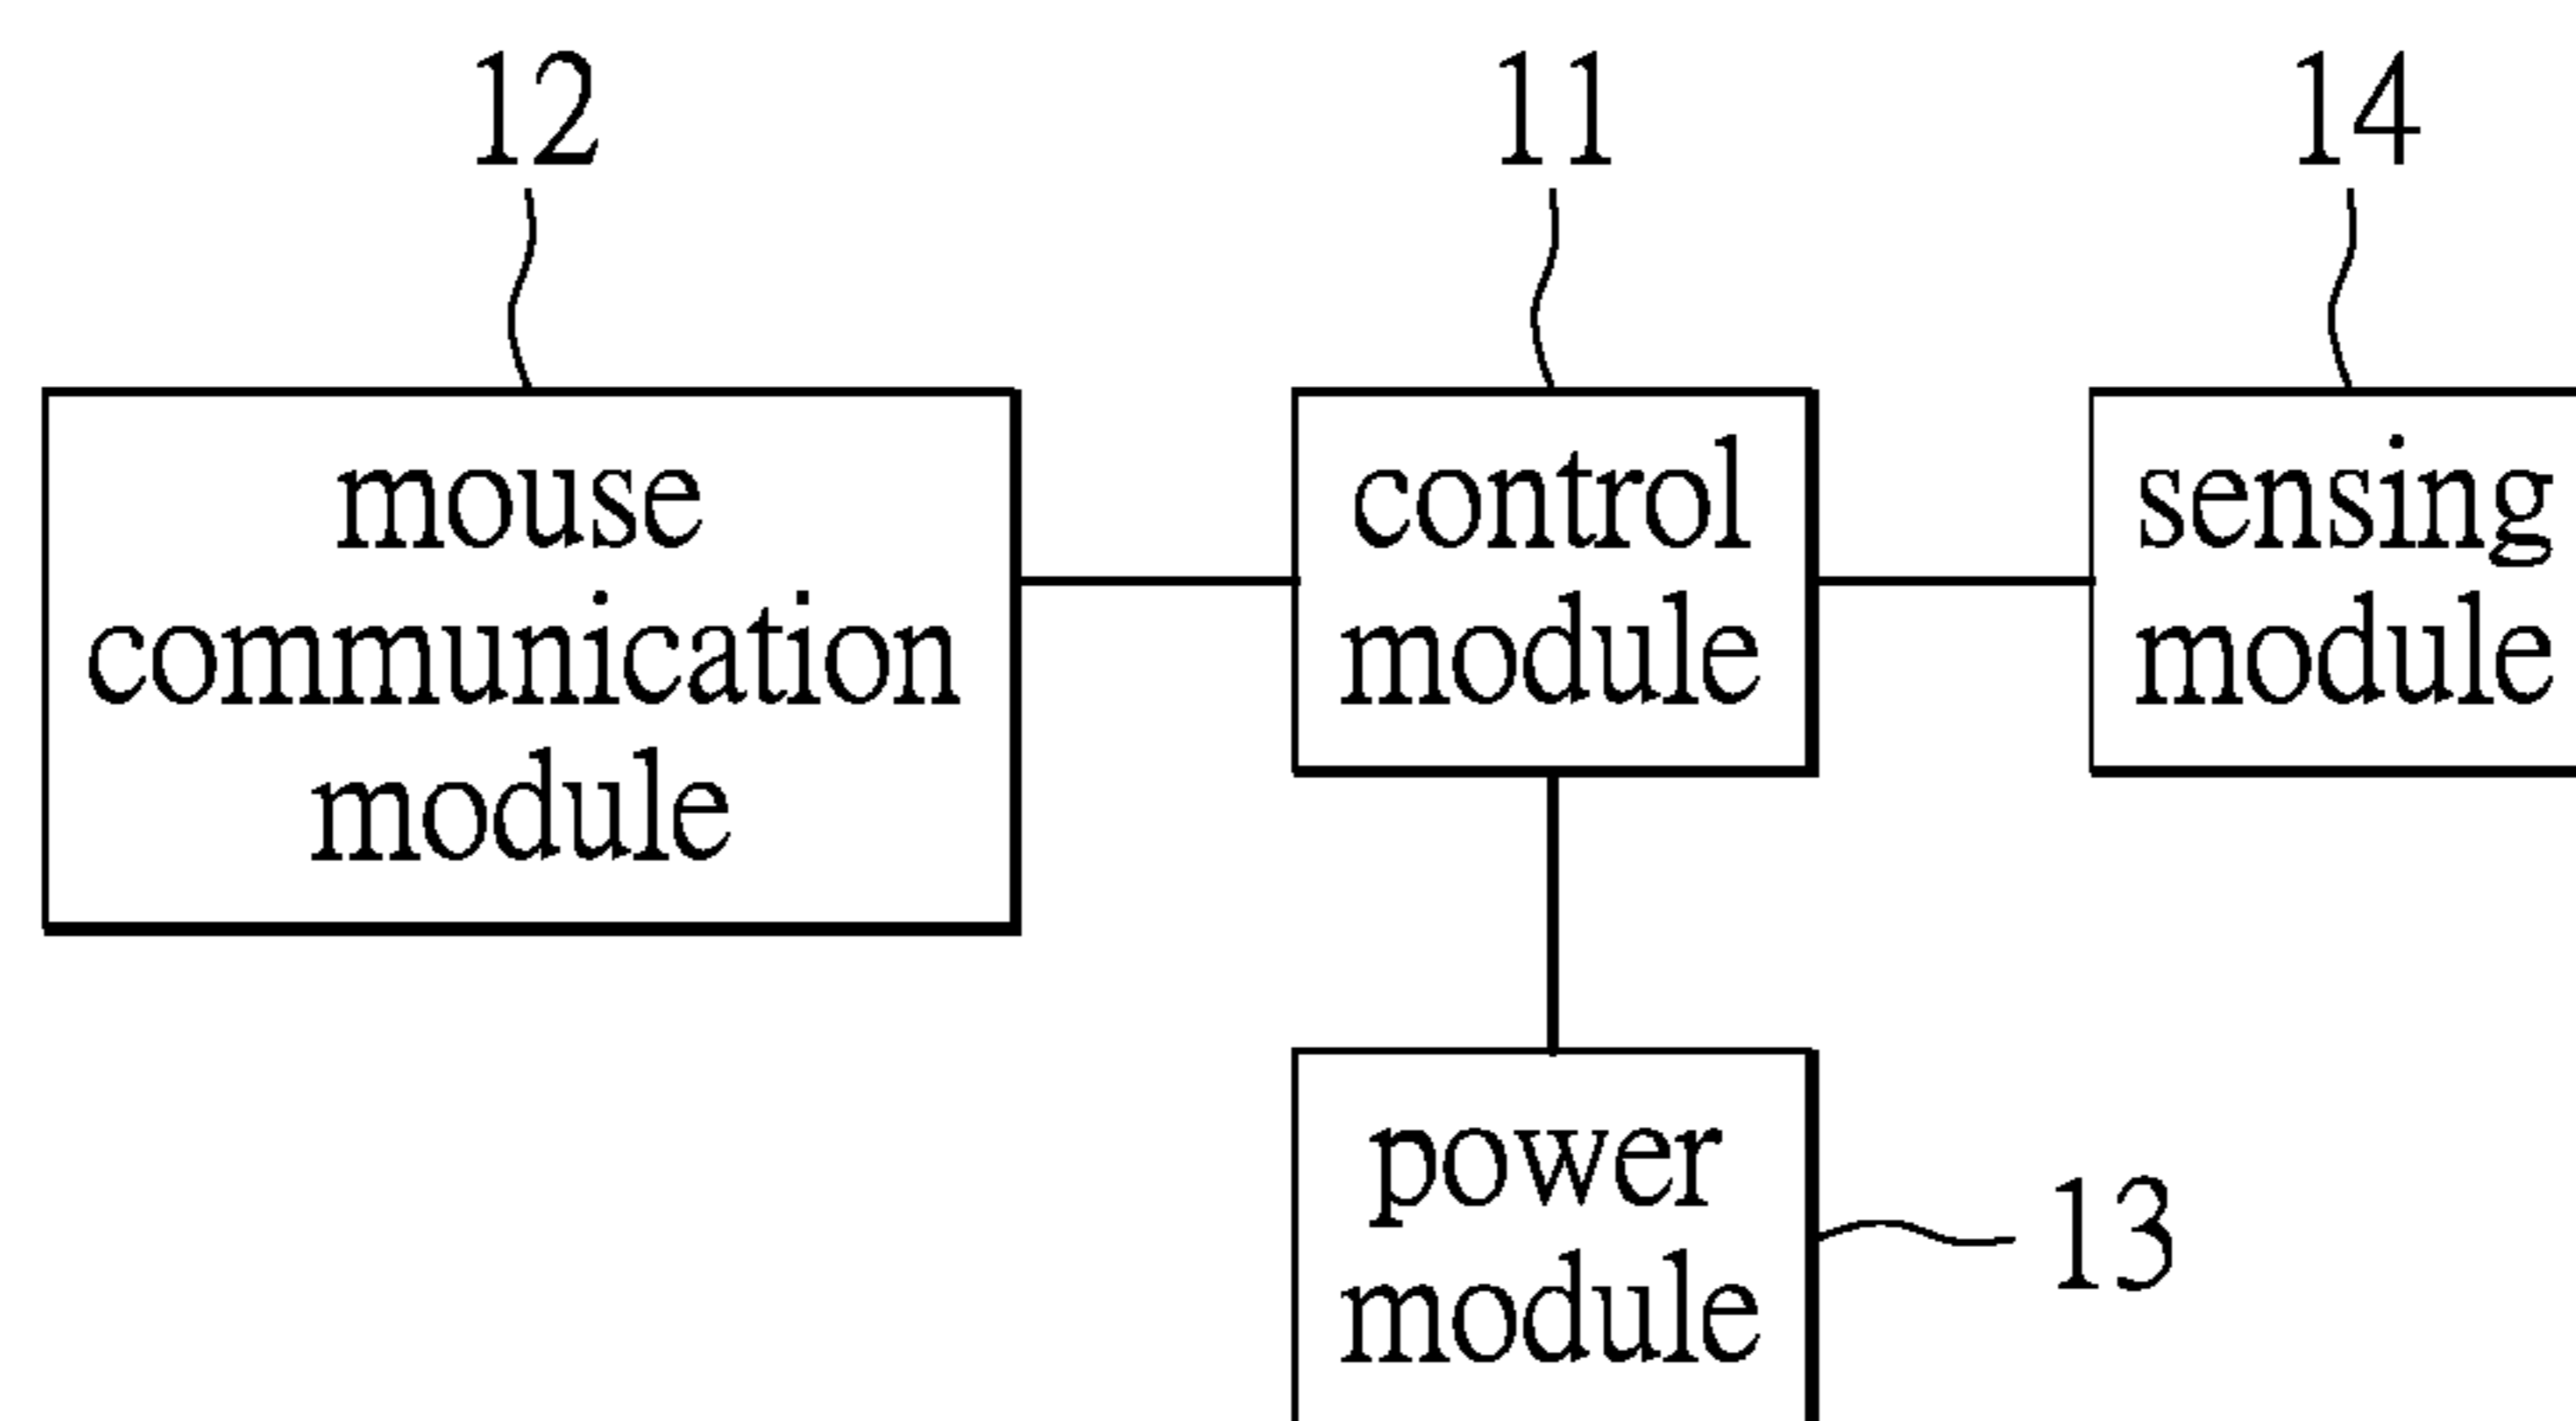 12
11
14
mouse
communication
module
control
module
sensing
module
power
module
13